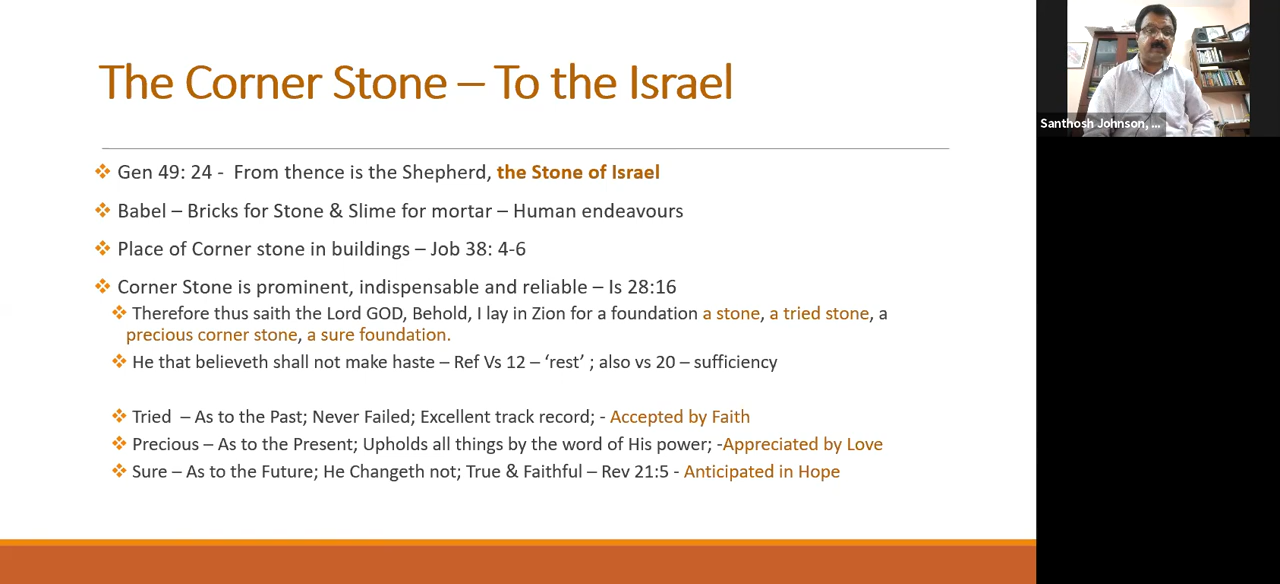 The Corner Stone – To the Israel
Gen 49: 24 - From thence is the Shepherd, the Stone of Israel
Babel – Bricks for Stone & Slime for mortar – Human endeavours
Place of Corner stone in buildings – Job 38: 4-6
Corner Stone is prominent, indispensable and reliable – Is 28:16
Therefore thus saith the Lord GOD, Behold, I lay in Zion for a foundation a stone, a tried stone, a
precious corner stone, a sure foundation.
He that believeth shall not make haste – Ref Vs 12 – ‘rest’ ; also vs 20 – sufficiency
Tried – As to the Past; Never Failed; Excellent track record; - Accepted by Faith
Precious – As to the Present; Upholds all things by the word of His power; -Appreciated by Love
Sure – As to the Future; He Changeth not; True & Faithful – Rev 21:5 - Anticipated in Hope
Santhosh Johnson, ...